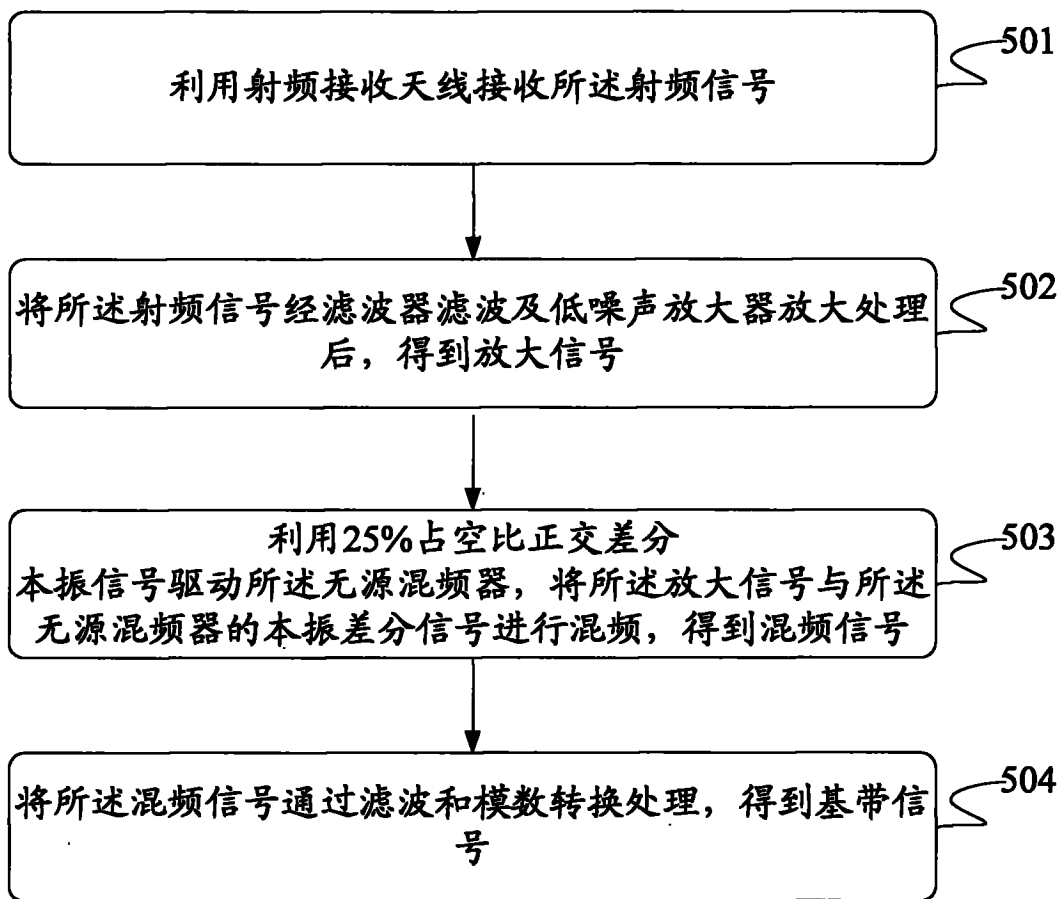 501
利用射频接收天线接收所述射频信号
502
将所述射频信号经滤波器滤波及低噪声放大器放大处理
后，得到放大信号
503
利用25%占空比正交差分
本振信号驱动所述无源混频器，将所述放大信号与所述
无源混频器的本振差分信号进行混频，得到混频信号
504
将所述混频信号通过滤波和模数转换处理，得到基带信
号